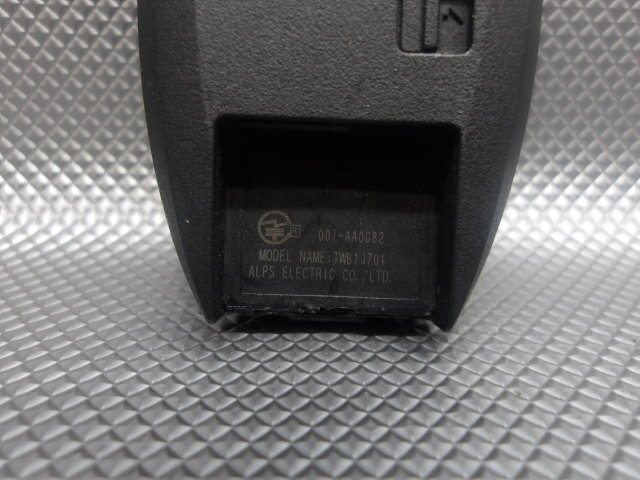 R 007-AA0082
MODEL NAME:TWB1J701
ALPS ELECTRIC CO.,LTD.